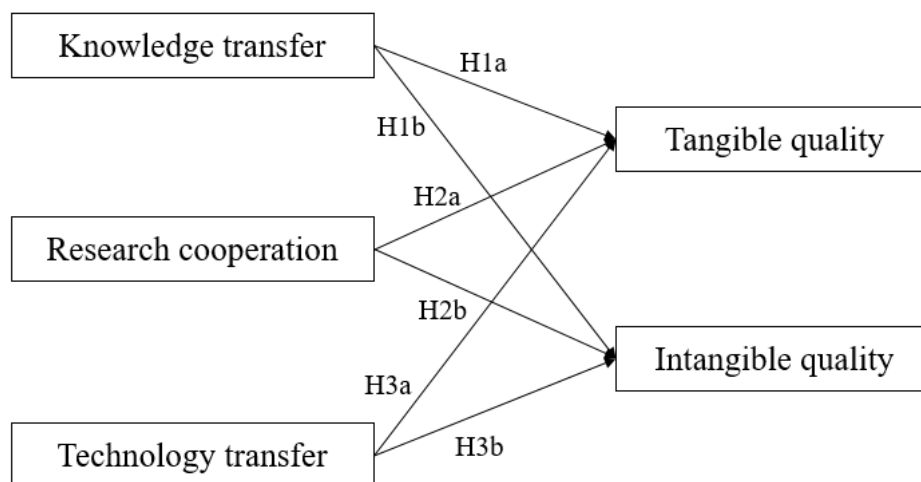 Knowledge transfer
H1a
H1b
Tangible quality
H2a
Research cooperation
H2b
Intangible quality
H3a
H3b
Technology transfer